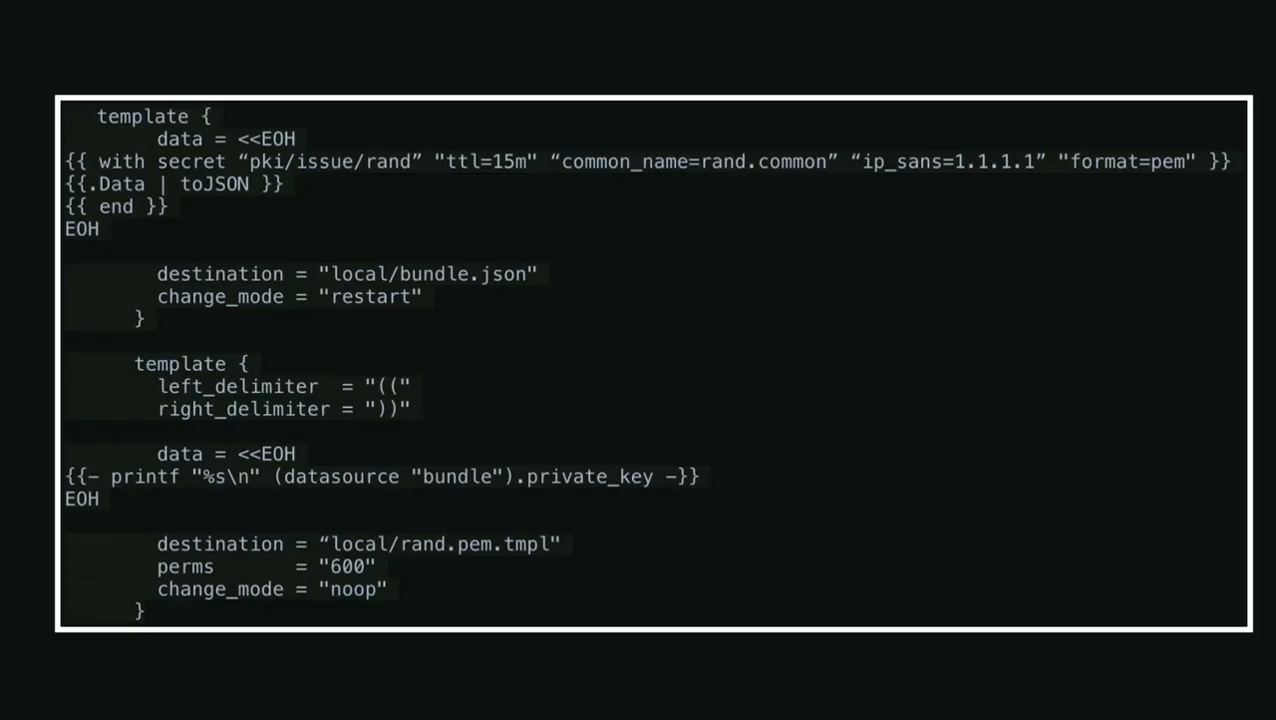 template {
data = <<EOH
{{ with secret “pki/issue/rand” "ttl=15m" “common_name=rand.common” “ip_sans=1.1.1.1” "format=pem" }}
{{.Data | toJSON }}
{{ end }}
EOH
destination = "local/bundle.json"
change_mode = "restart"
}
template {
left_delimiter  = "(("
right_delimiter = "))"
data = <<EOH
{{- printf "%s\n" (datasource "bundle").private_key -}}
EOH
destination = “local/rand.pem.tmpl"
perms       = "600"
change_mode = "noop"
}